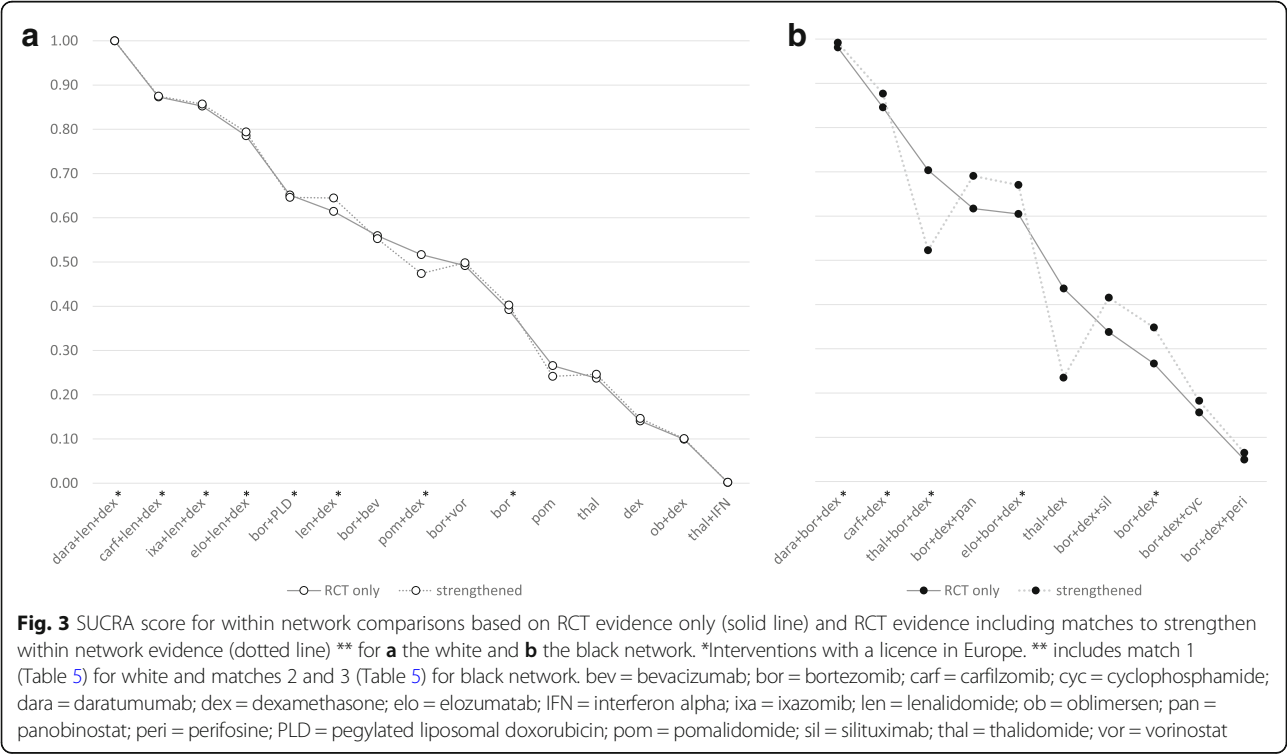 a
b
1.00
0.90
0.80
0.70
0.60
0.50
0.40
0.30
0.20
0.10
0.00
dara+len+dex*
carf+len+dex*
ixa+len+dex*
elo+len+dex*
bor+PLD*
len+dex*
bor+bev
pom+dex*
bor+vor
bor*
pom
thal
dex
ob+dex
thal+IFN
dara+bor+dex*
carf+dex*
thal+bor+dex*
bor+dex+pan
elo+bor+dex*
thal+dex
bor+dex+sil
bor+dex*
bor+dex+cyc
bor+dex+peri
RCT only
strengthened
RCT only
strengthened
Fig. 3 SUCRA score for within network comparisons based on RCT evidence only (solid line) and RCT evidence including matches to strengthen
within network evidence (dotted line) ** for a the white and b the black network. *Interventions with a licence in Europe. ** includes match 1
(Table 5) for white and matches 2 and 3 (Table 5) for black network. bev = bevacizumab; bor = bortezomib; carf = carfilzomib; cyc = cyclophosphamide;
dara = daratumumab; dex = dexamethasone; elo = elozumatab; IFN = interferon alpha; ixa = ixazomib; len = lenalidomide; ob = oblimersen; pan =
panobinostat; peri = perifosine; PLD = pegylated liposomal doxorubicin; pom = pomalidomide; sil = silituximab; thal = thalidomide; vor = vorinostat